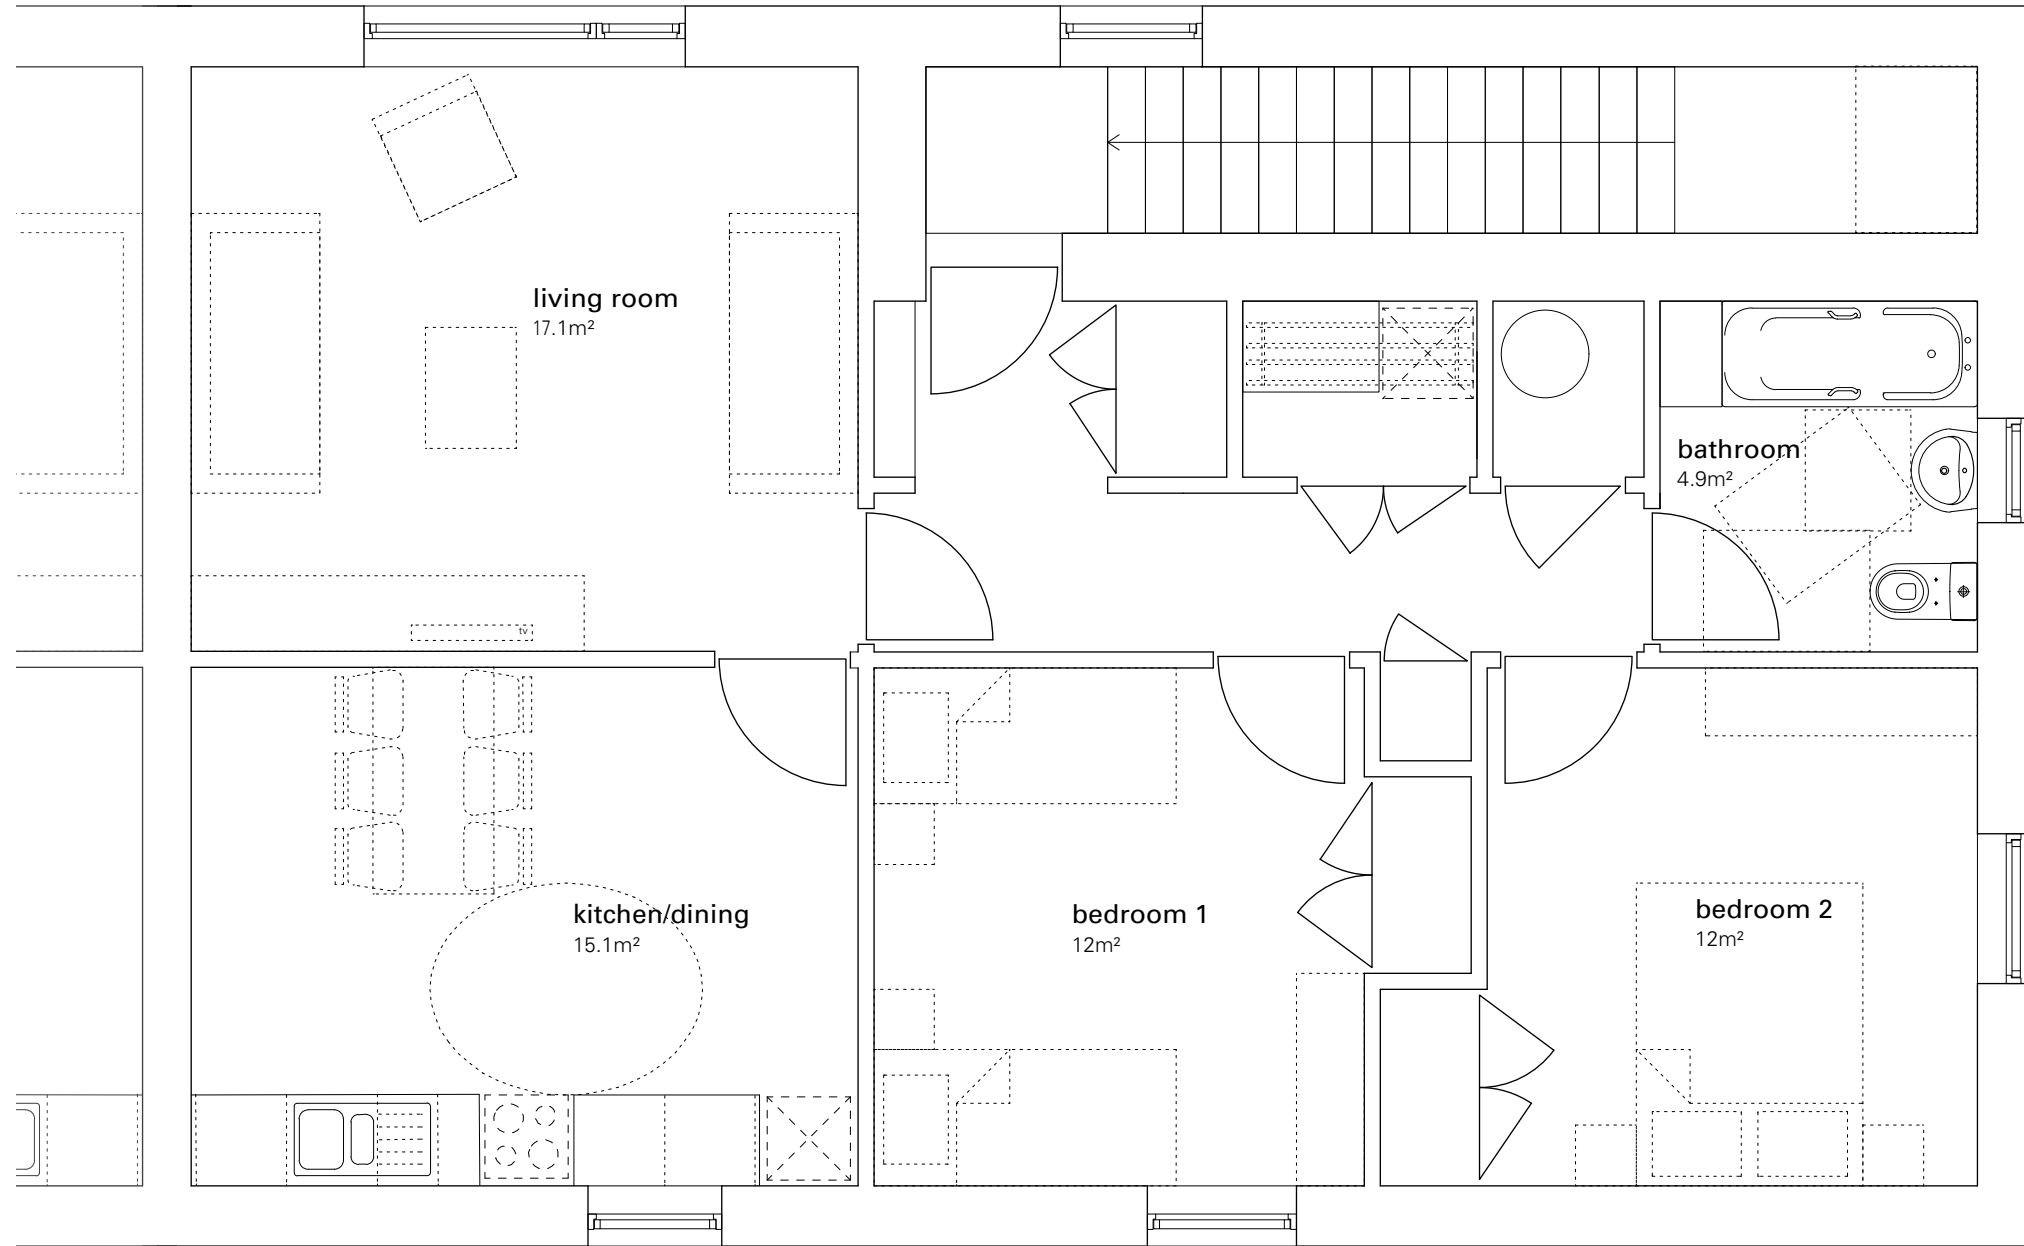 living room
17.1m²
bathroom
4.9m²
tv
kitchen/dining
15.1m²
bedroom 1
12m²
bedroom 2
12m²